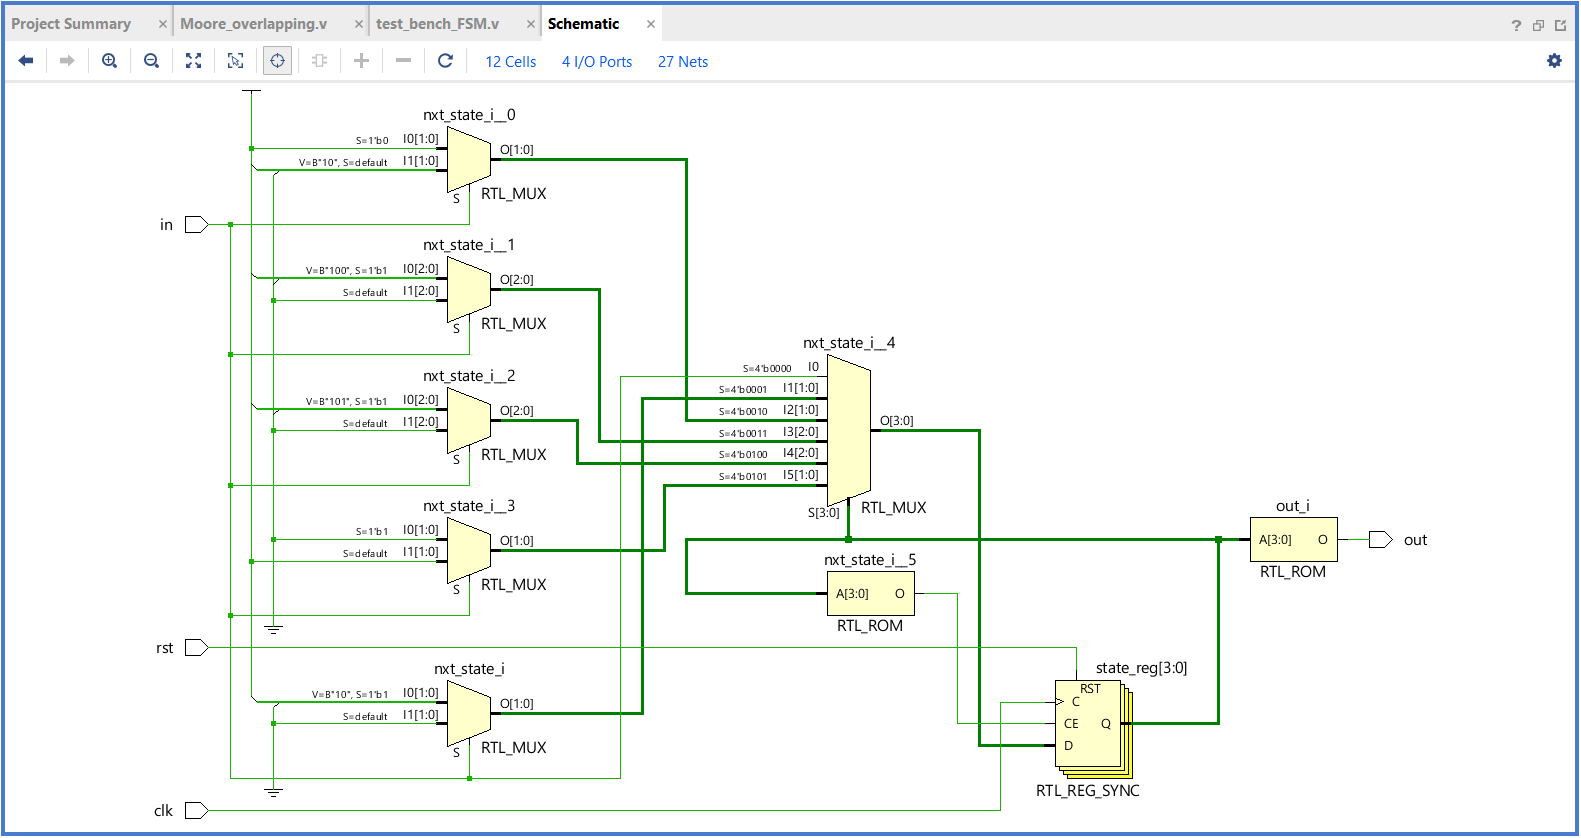 Project Summary × Moore_overlapping.v × test_bench_FSM.v × Schematic ×
?
12 Cells 4 I/O Ports 27 Nets
nxt_state_i__0
S=1'b0 I0[1:0]
V=B"10", S=default I1[1:0]
O[1:0]
S
RTL_MUX
in
nxt_state_i__1
V=B"100", S=1'b1 I0[2:0]
S=default I1[2:0]
O[2:0]
S
RTL_MUX
nxt_state_i__2
V=B"101", S=1'b1 I0[2:0]
S=default I1[2:0]
O[2:0]
S
RTL_MUX
nxt_state_i__3
S=1'b1 I0[1:0]
S=default I1[1:0]
O[1:0]
S
RTL_MUX
rst
nxt_state_i
V=B"10", S=1'b1 I0[1:0]
S=default I1[1:0]
O[1:0]
S
RTL_MUX
clk
nxt_state_i__4
S=4'b0000 I0
S=4'b0001 I1[1:0]
S=4'b0010 I2[1:0]
S=4'b0011 I3[2:0]
S=4'b0100 I4[2:0]
S=4'b0101 I5[1:0]
O[3:0]
S[3:0]
RTL_MUX
nxt_state_i__5
A[3:0] O
RTL_ROM
state_reg[3:0]
RST
C
CE Q
D
RTL_REG_SYNC
out_i
A[3:0] O
RTL_ROM
out